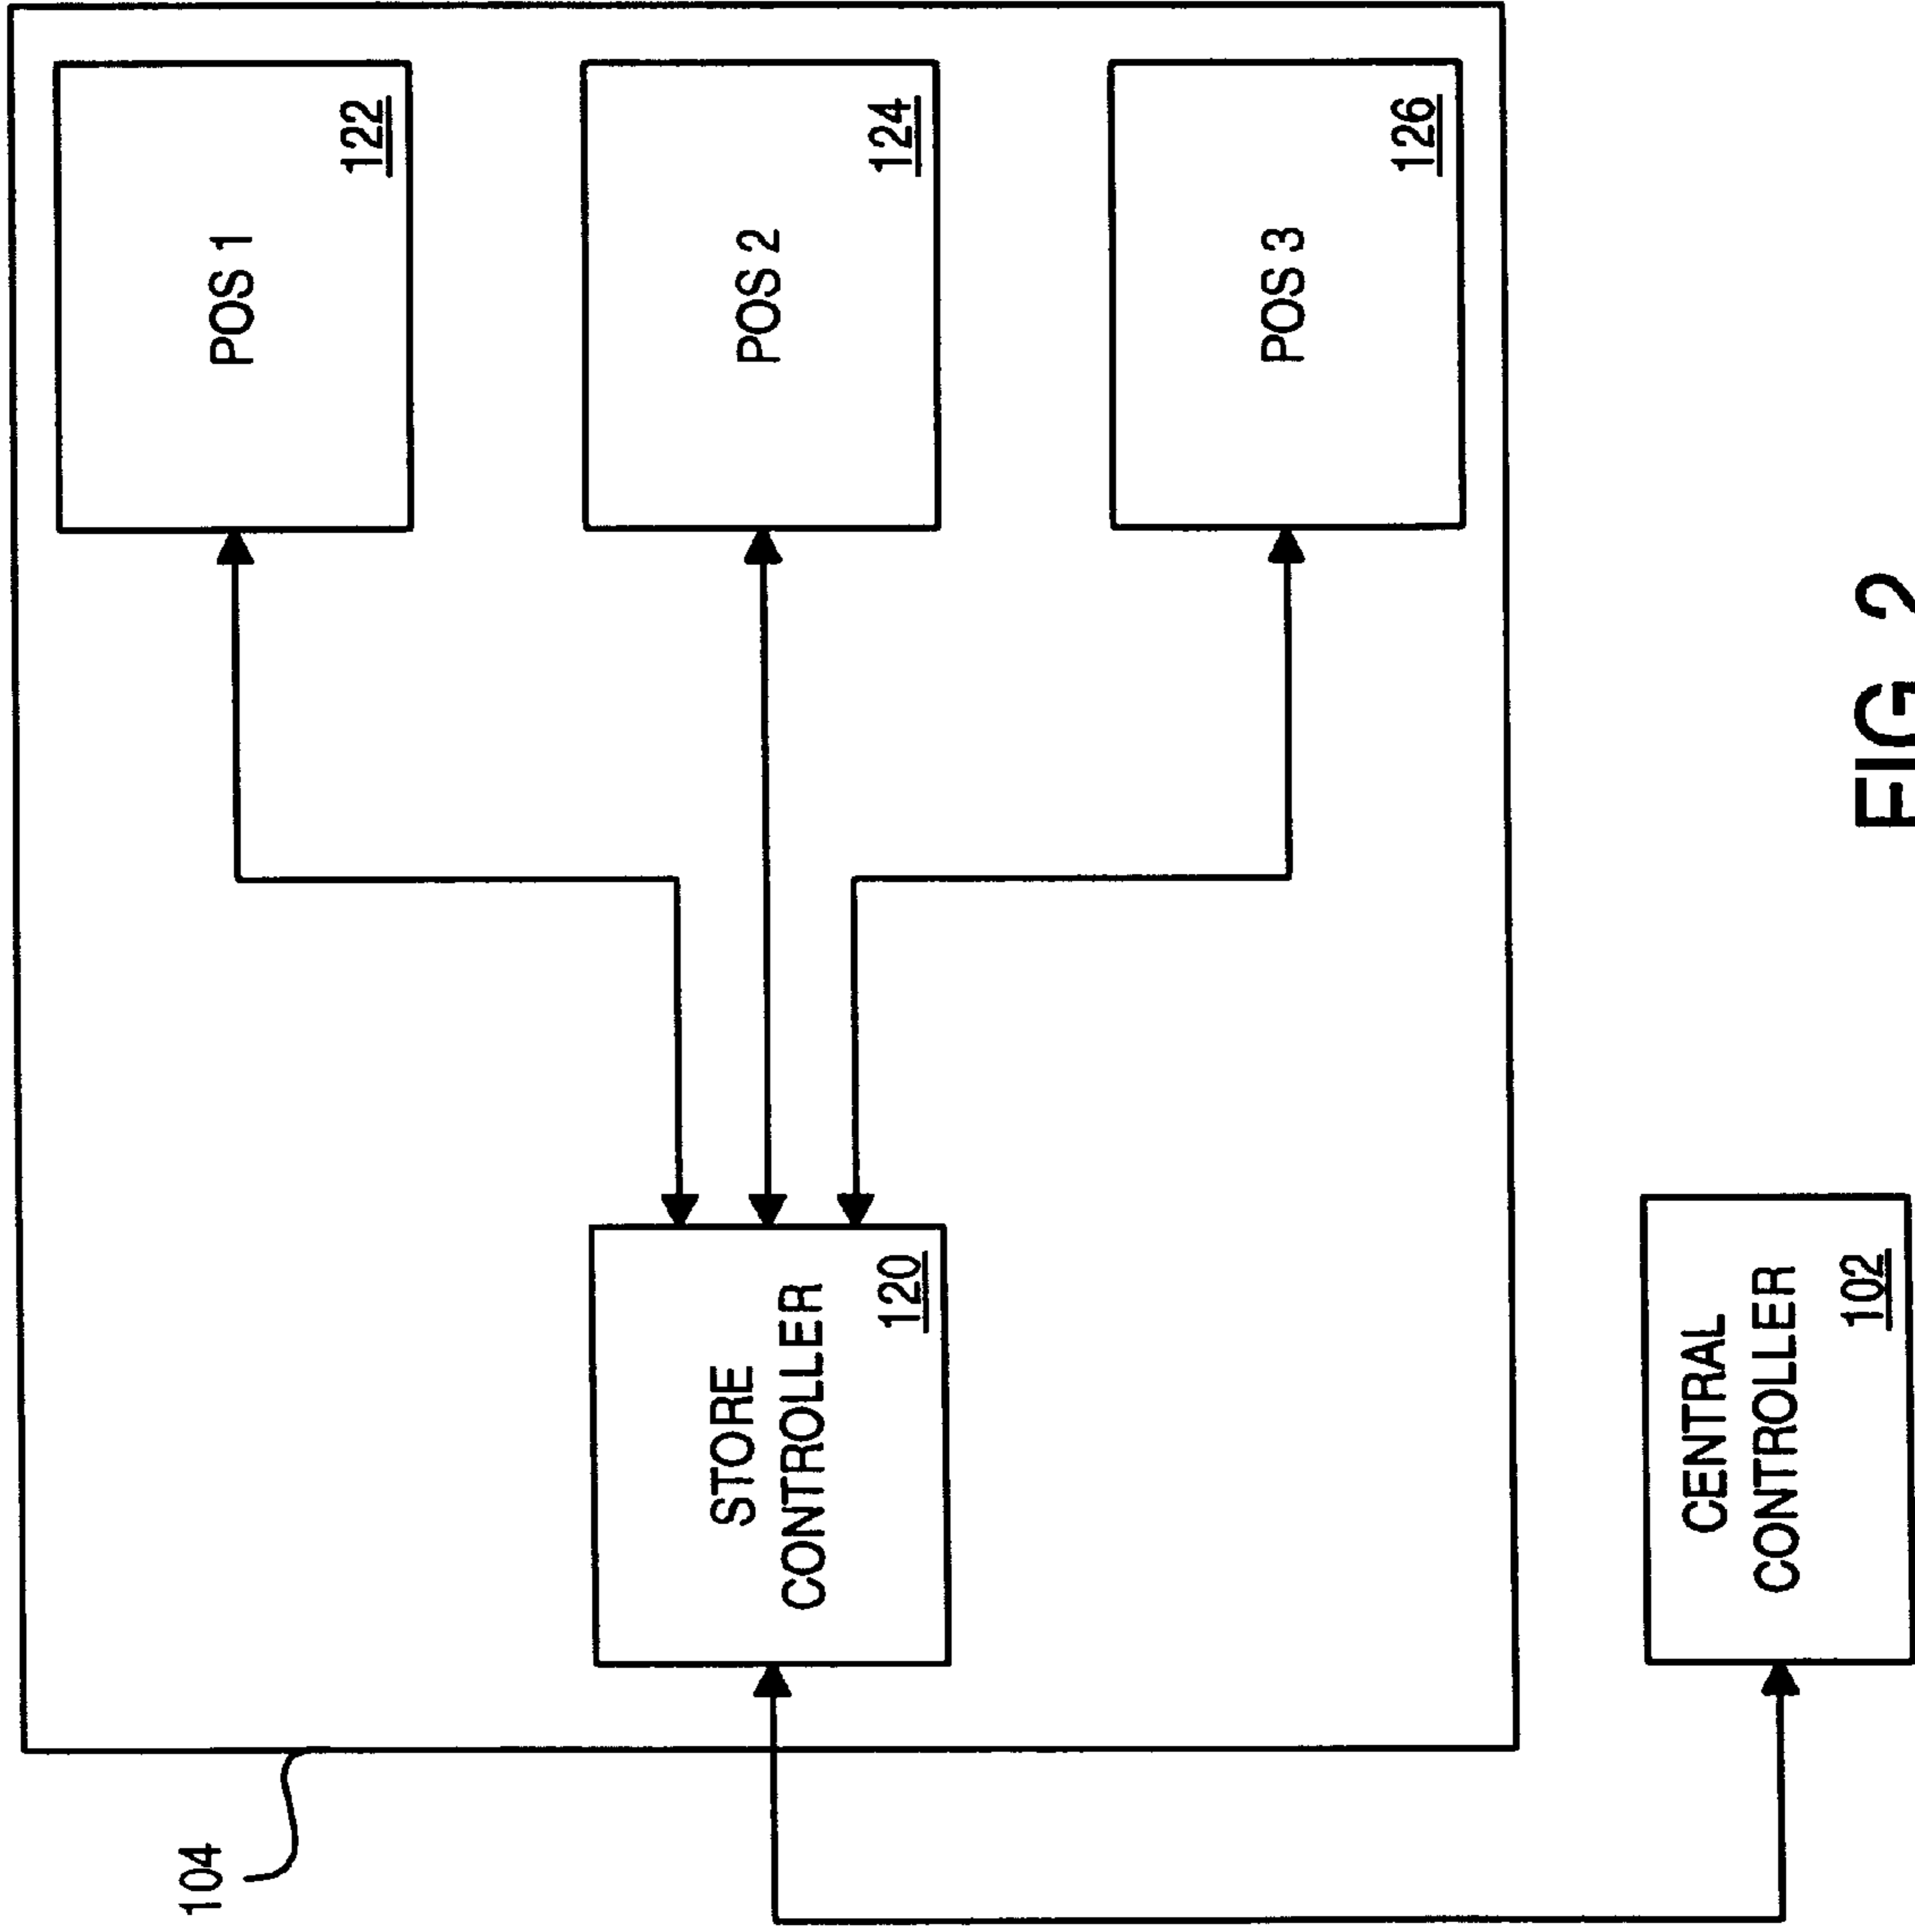 104
STORE
CONTROLLER
120
POS 1
122
POS 2
124
POS 3
126
CENTRAL
CONTROLLER
102
FIG. 2